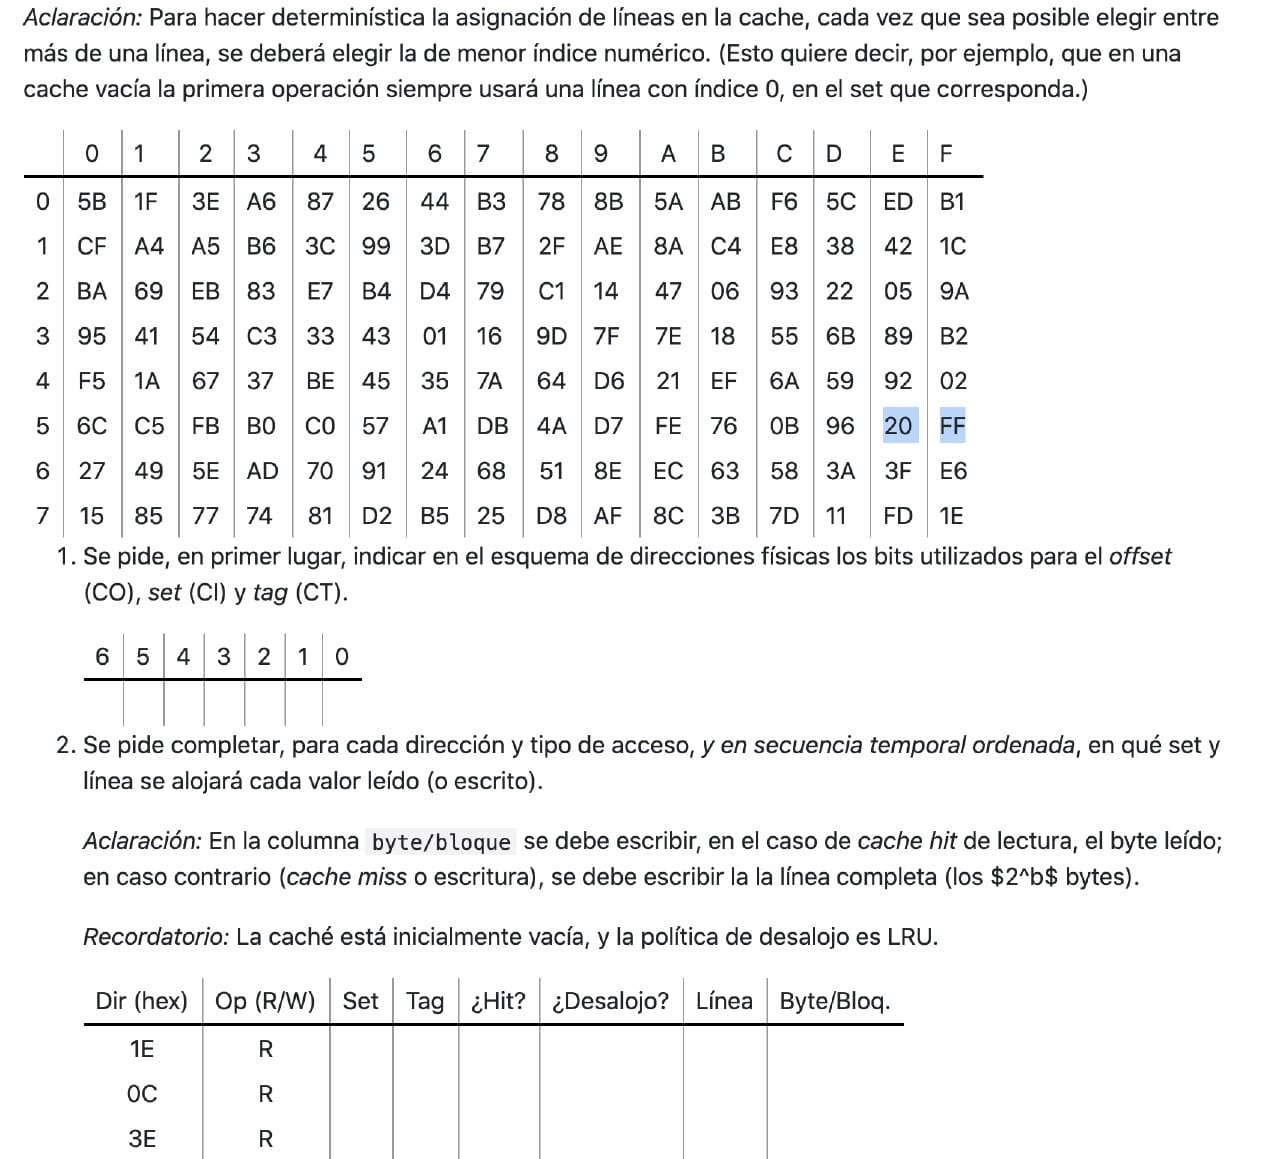 Aclaración: Para hacer determinística la asignación de líneas en la cache, cada vez que sea posible elegir entre
más de una línea, se deberá elegir la de menor índice numérico. (Esto quiere decir, por ejemplo, que en una
cache vacía la primera operación siempre usará una línea con índice 0, en el set que corresponda.)
0 1 2 3 4 5 6 7 8 9 A B C D E F
0 5B 1F 3E A6 87 26 44 B3 78 8B 5A AB F6 5C ED B1
1 CF A4 A5 B6 3C 99 3D B7 2F AE 8A C4 E8 38 42 1C
2 BA 69 EB 83 E7 B4 D4 79 C1 14 47 06 93 22 05 9A
3 95 41 54 C3 33 43 01 16 9D 7F 7E 18 55 6B 89 B2
4 F5 1A 67 37 BE 45 35 7A 64 D6 21 EF 6A 59 92 02
5 6C C5 FB B0 C0 57 A1 DB 4A D7 FE 76 0B 96 20 FF
6 27 49 5E AD 70 91 24 68 51 8E EC 63 58 3A 3F E6
7 15 85 77 74 81 D2 B5 25 D8 AF 8C 3B 7D 11 FD 1E
1. Se pide, en primer lugar, indicar en el esquema de direcciones físicas los bits utilizados para el offset
(CO), set (CI) y tag (CT).
6 5 4 3 2 1 0
2. Se pide completar, para cada dirección y tipo de acceso, y en secuencia temporal ordenada, en qué set y
línea se alojará cada valor leído (o escrito).
Aclaración: En la columna byte/bloque se debe escribir, en el caso de cache hit de lectura, el byte leído;
en caso contrario (cache miss o escritura), se debe escribir la la línea completa (los $2^b$ bytes).
Recordatorio: La caché está inicialmente vacía, y la política de desalojo es LRU.
Dir (hex) Op (R/W) Set Tag ¿Hit? ¿Desalojo? Línea Byte/Bloq.
1E R
0C R
3E R